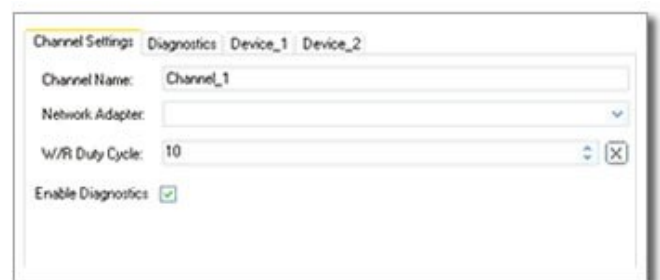 Channel Settings Diagnostics Device_1 Device_2
Channel Name: Channel_1
Network Adapter:
W/R Duty Cycle: 10
Enable Diagnostics